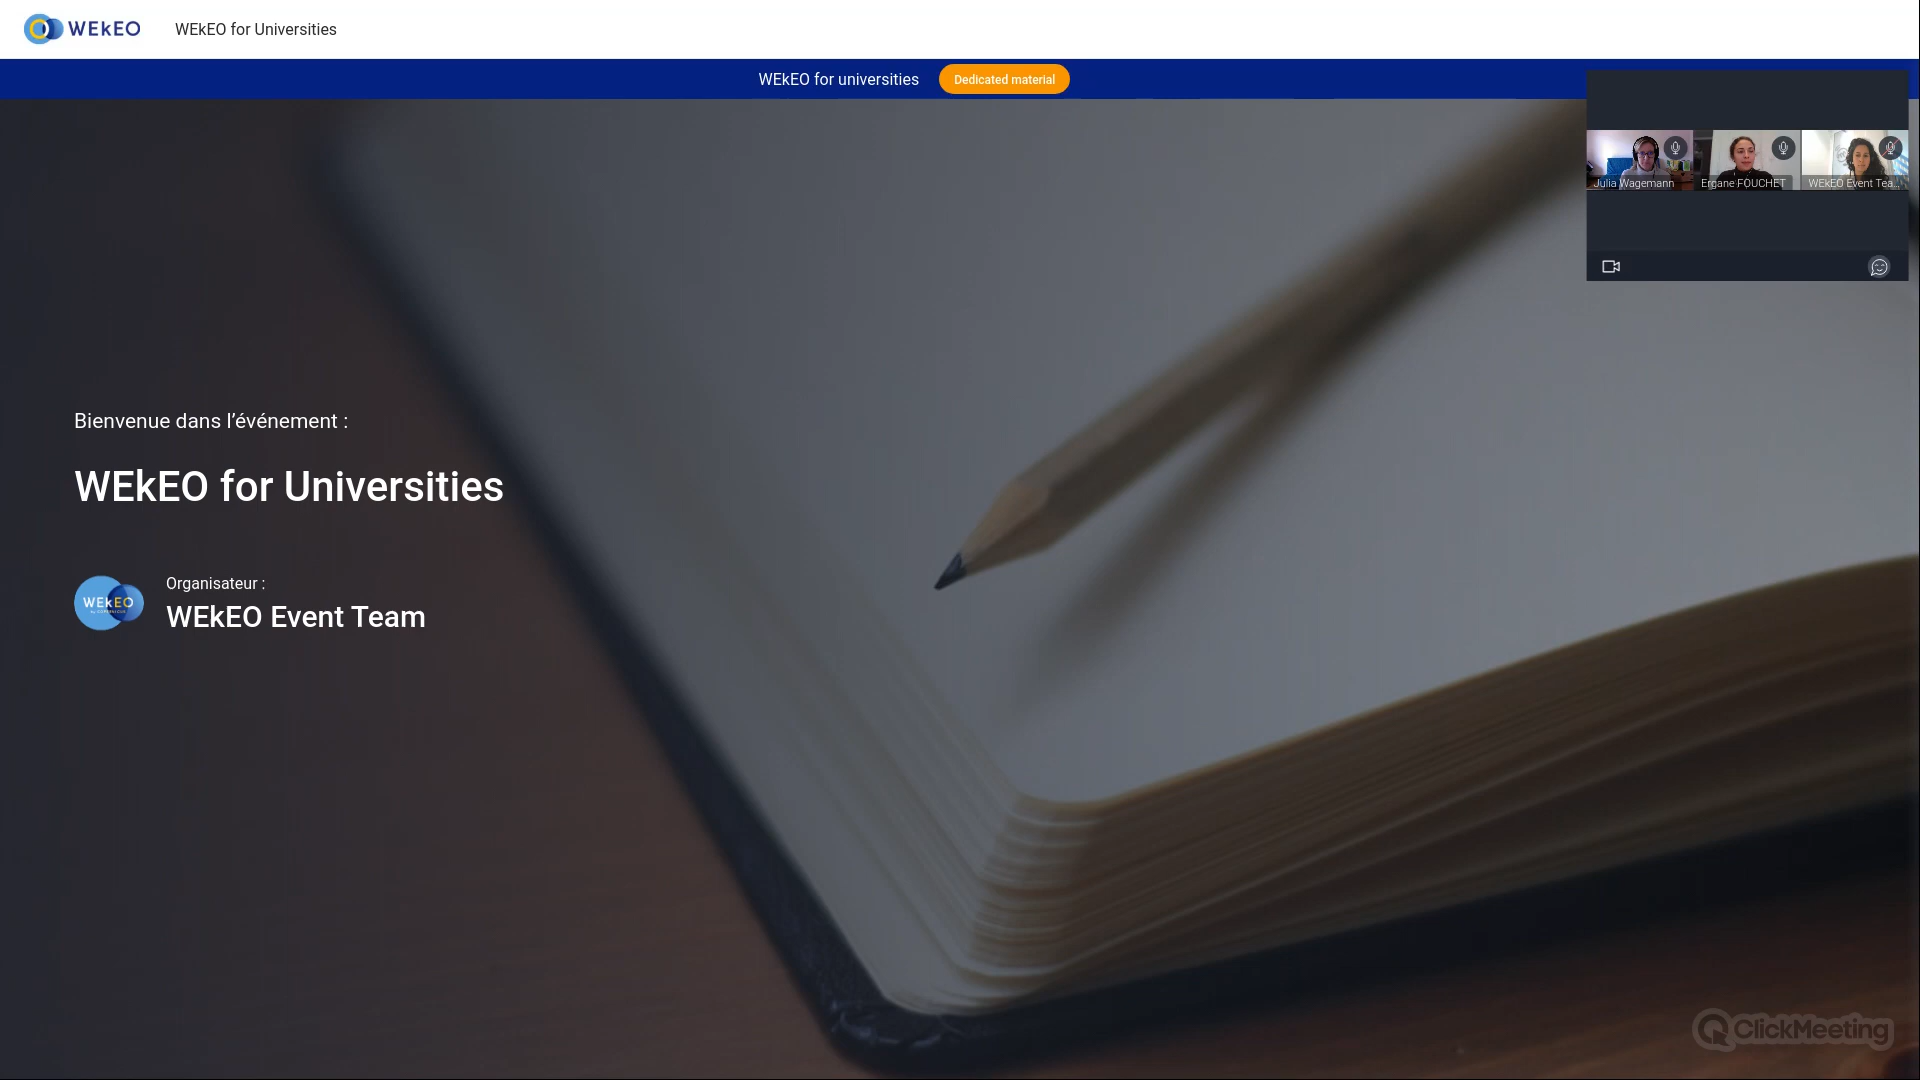 WEkEO
WEkEO for Universities
WEkEO for universities
Dedicated material
Julia Wagemann
Ergane FOUCHET
WEkEO Event Tea...
Bienvenue dans l’événement :
WEkEO for Universities
WEkEO
Organisateur :
WEkEO Event Team
ClickMeeting